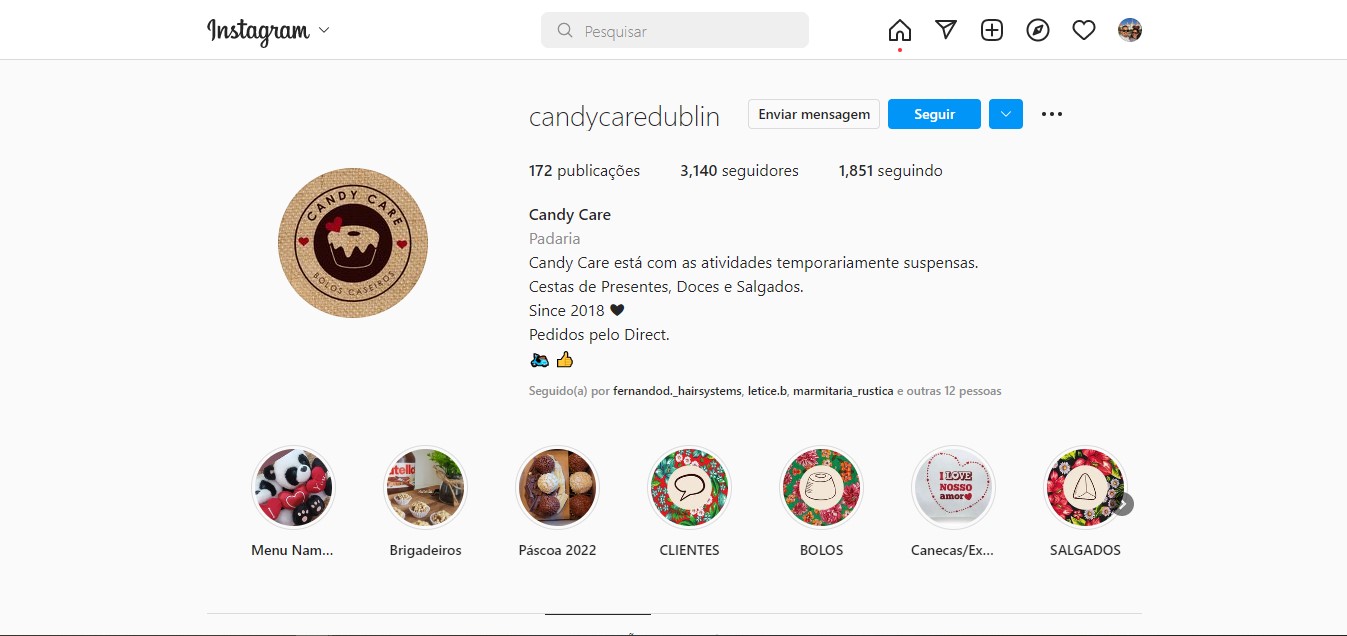 Instagram
Pesquisar
candycaredublin
Enviar mensagem
Seguir
172 publicações
3,140 seguidores
1,851 seguindo
CANDY CARE
BOLOS CASEIROS
Candy Care
Padaria
Candy Care está com as atividades temporariamente suspensas.
Cestas de Presentes, Doces e Salgados.
Since 2018 🖤
Pedidos pelo Direct.
🛵 👍
Seguido(a) por fernandod._hairsystems, letice.b, marmitaria_rustica e outras 12 pessoas
I LOVE
NOSSO
amor
Menu Nam...
Brigadeiros
Páscoa 2022
CLIENTES
BOLOS
Canecas/Ex...
SALGADOS